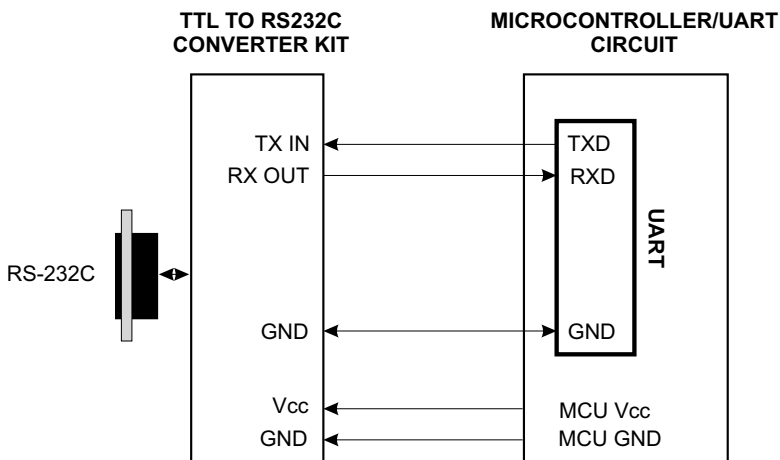 TTL TO RS232C
CONVERTER KIT
MICROCONTROLLER/UART
CIRCUIT
TX IN
TXD
RX OUT
RXD
UART
RS-232C
GND
GND
Vcc
MCU Vcc
GND
MCU GND